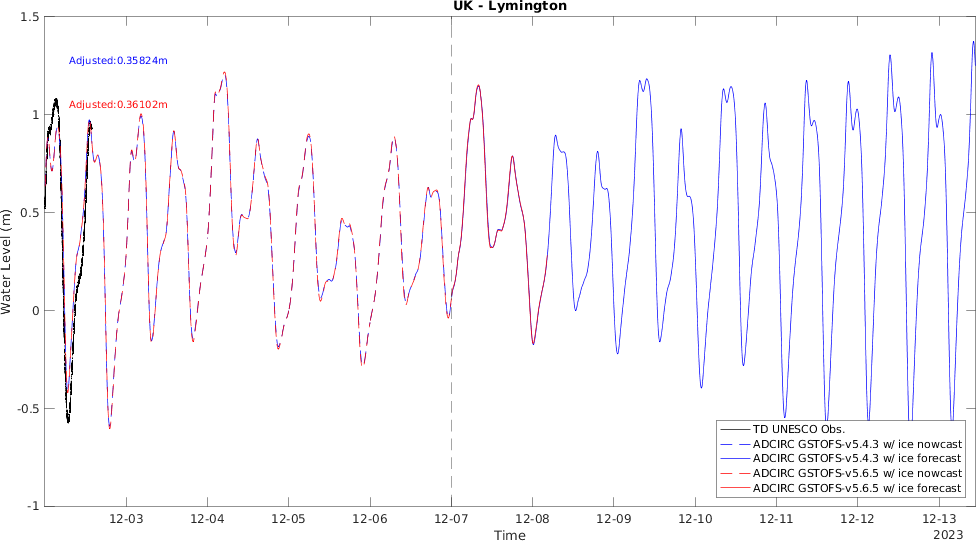 UK - Lymington
1.5
1
0.5
0
-0.5
-1
Water Level (m)
Adjusted:0.35824m
Adjusted:0.36102m
TD UNESCO Obs.
ADCIRC GSTOFS-v5.4.3 w/ ice nowcast
ADCIRC GSTOFS-v5.4.3 w/ ice forecast
ADCIRC GSTOFS-v5.6.5 w/ ice nowcast
ADCIRC GSTOFS-v5.6.5 w/ ice forecast
12-03 12-04 12-05 12-06 12-07 12-08 12-09 12-10 12-11 12-12 12-13
Time
2023